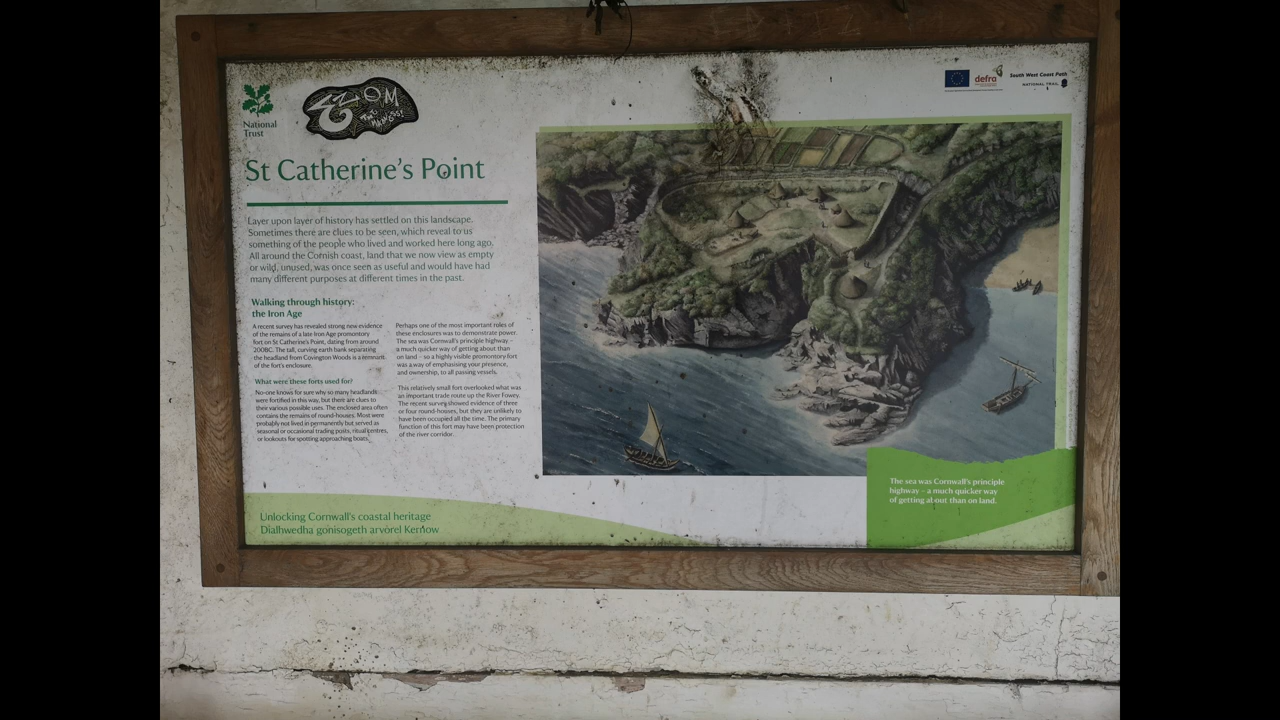 National
Trust
defra
South West Coast Path
NATIONAL TRAIL
St Catherine's Point
Layer upon layer of history has settled on this landscape.
Sometimes there are clues to be seen, which reveal to us
something of the people who lived and worked here long ago.
All around the Cornish coast, land that we now view as empty
or wild, unused, was once seen as useful and would have had
many different purposes at different times in the past.
Walking through history:
the Iron Age
A recent survey has revealed strong new evidence
of the remains of a late Iron Age promontory
fort on St Catherine's Point, dating from around
200BC. The tall, curving earth bank separating
the headland from Covington Woods is a remnant
of the fort's enclosure.
What were these forts used for?
No-one knows for sure why so many headlands
were fortified in this way, but there are clues to
their various possible uses. The enclosed area often
contains the remains of round-houses. Most were
probably not lived in permanently but served as
seasonal or occasional trading posts, ritual centres,
or lookouts for spotting approaching boats.
Perhaps one of the most important rules of
these enclosures was to demonstrate power.
The sea was Cornwall's principle highway –
a much quicker way of getting about than
on land – so a highly visible promontory fort
was a way of emphasising your presence,
and ownership, to all passing vessels.
This relatively small fort overlooked what was
an important trade route up the River Fowey.
The recent survey showed evidence of three
or four round-houses, but they are unlikely to
have been occupied all the time. The primary
function of this fort may have been protection
of the river corridor.
The sea was Cornwall's principle
highway – a much quicker way
of getting about than on land.
Unlocking Cornwall's coastal heritage
Dialhwedha gonisogeth arvorel Kernow